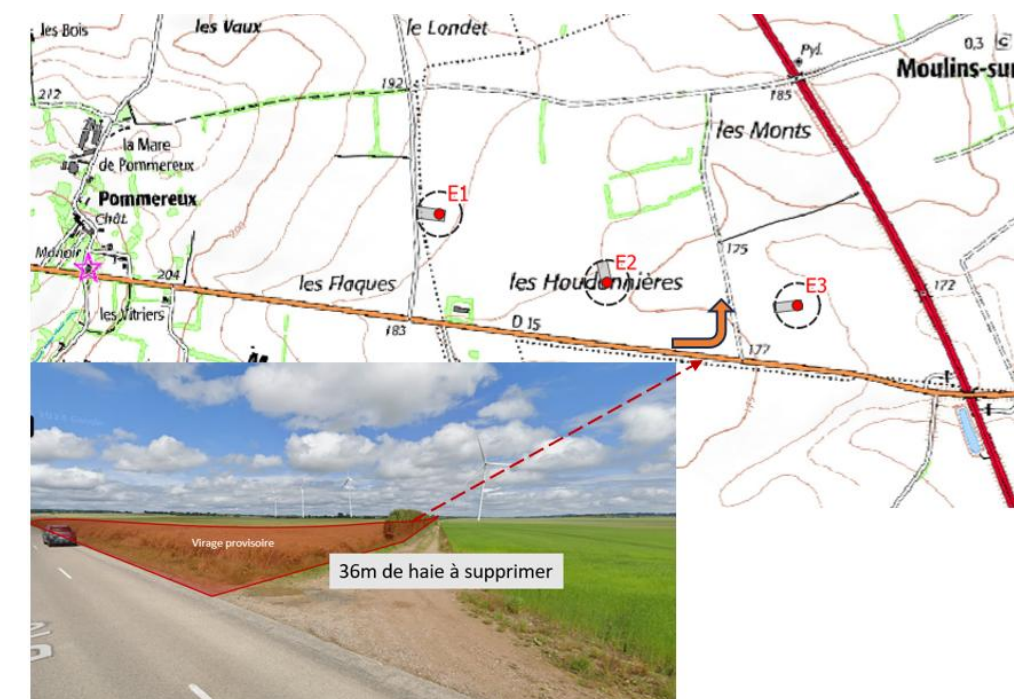 les Bois
les Vaux
le Londet
0,3
Pyl.
Moulins-sur
192
212
185
les Monts
la Mare
de Pommereux
E1
Pommereux
Chât.
175
Manoir
E2
204
les Flaques
les Houdonnières
E3
172
les Vitriers
D 15
183
177
Virage provisoire
36m de haie à supprimer